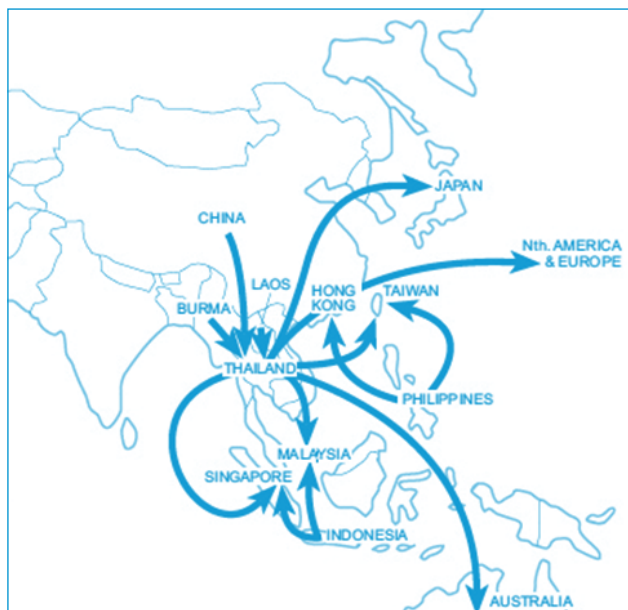 JAPAN
CHINA
Nth. AMERICA
& EUROPE
LAOS
HONG
KONG
TAIWAN
BURMA
THAILAND
PHILIPPINES
MALAYSIA
SINGAPORE
INDONESIA
AUSTRALIA